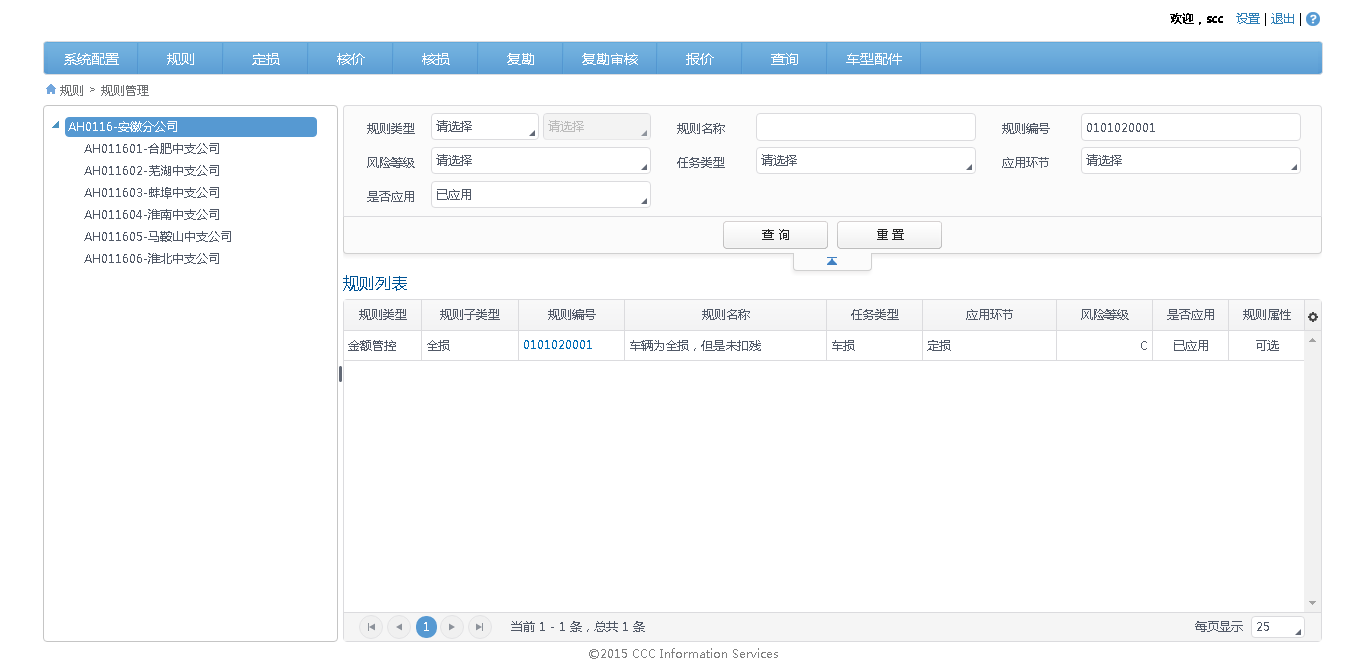 欢迎，scc 设置 | 退出 | ?
系统配置 规则 定损 核价 核损 复勘 复勘审核 报价 查询 车型配件
规则 > 规则管理
AH0116-安徽分公司
AH011601-合肥中支公司
AH011602-芜湖中支公司
AH011603-蚌埠中支公司
AH011604-淮南中支公司
AH011605-马鞍山中支公司
AH011606-淮北中支公司
规则类型 请选择 请选择 规则名称 规则编号 0101020001
风险等级 请选择 任务类型 请选择 应用环节 请选择
是否应用 已应用
查 询 重 置
规则列表
规则类型 规则子类型 规则编号 规则名称 任务类型 应用环节 风险等级 是否应用 规则属性
金额管控 全损 0101020001 车辆为全损，但是未扣残 车损 定损 C 已应用 可选
1 当前 1 - 1 条，总共 1 条 每页显示 25
©2015 CCC Information Services